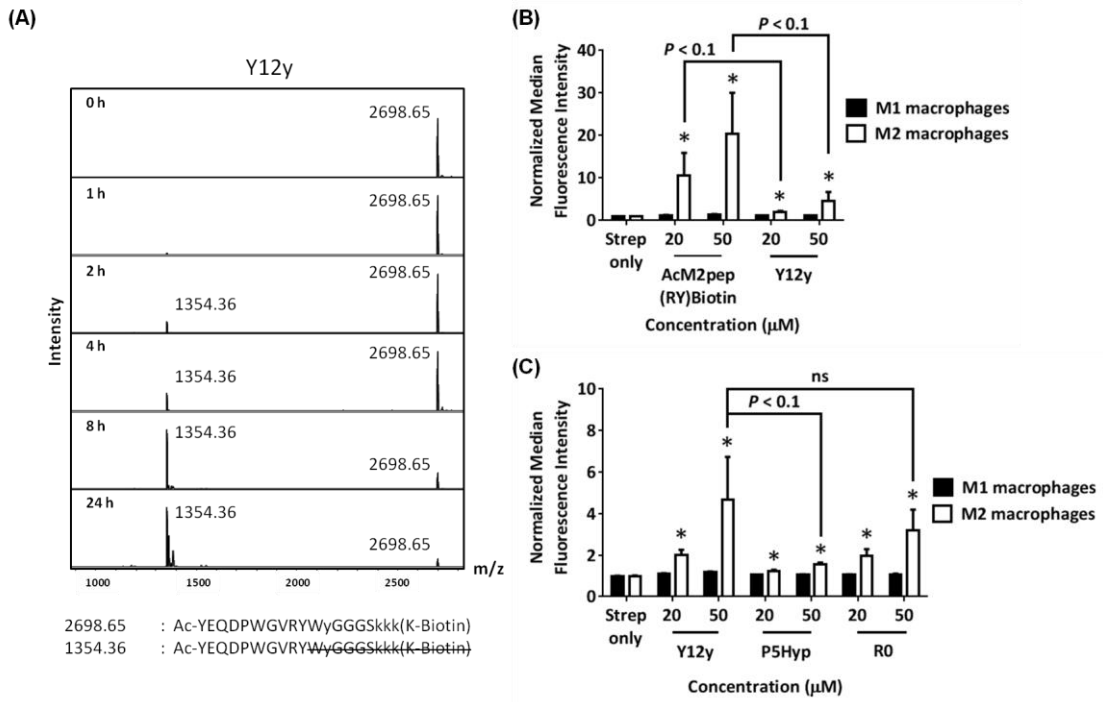 (A)
Y12y
0 h
2698.65
1 h
2698.65
2 h
2698.65
1354.36
4 h
2698.65
1354.36
8 h
1354.36
2698.65
24 h
1354.36
2698.65
Intensity
m/z
1000 1500 2000 2500
2698.65 : Ac-YEQDPWGVRYWyGGGSkkk(K-Biotin)
1354.36 : Ac-YEQDPWGVRYWyGGGSkkk(K-Biotin)
(B)
P < 0.1
P < 0.1
40
30
20
10
0
Normalized Median
Fluorescence Intensity
* * * *
M1 macrophages
M2 macrophages
Strep
only
20 50 20 50
AcM2pep
(RY)Biotin
Y12y
Concentration (μM)
(C)
ns
P < 0.1
10
8
6
4
2
0
Normalized Median
Fluorescence Intensity
* * * * * *
M1 macrophages
M2 macrophages
Strep
only
20 50 20 50 20 50
Y12y P5Hyp R0
Concentration (μM)